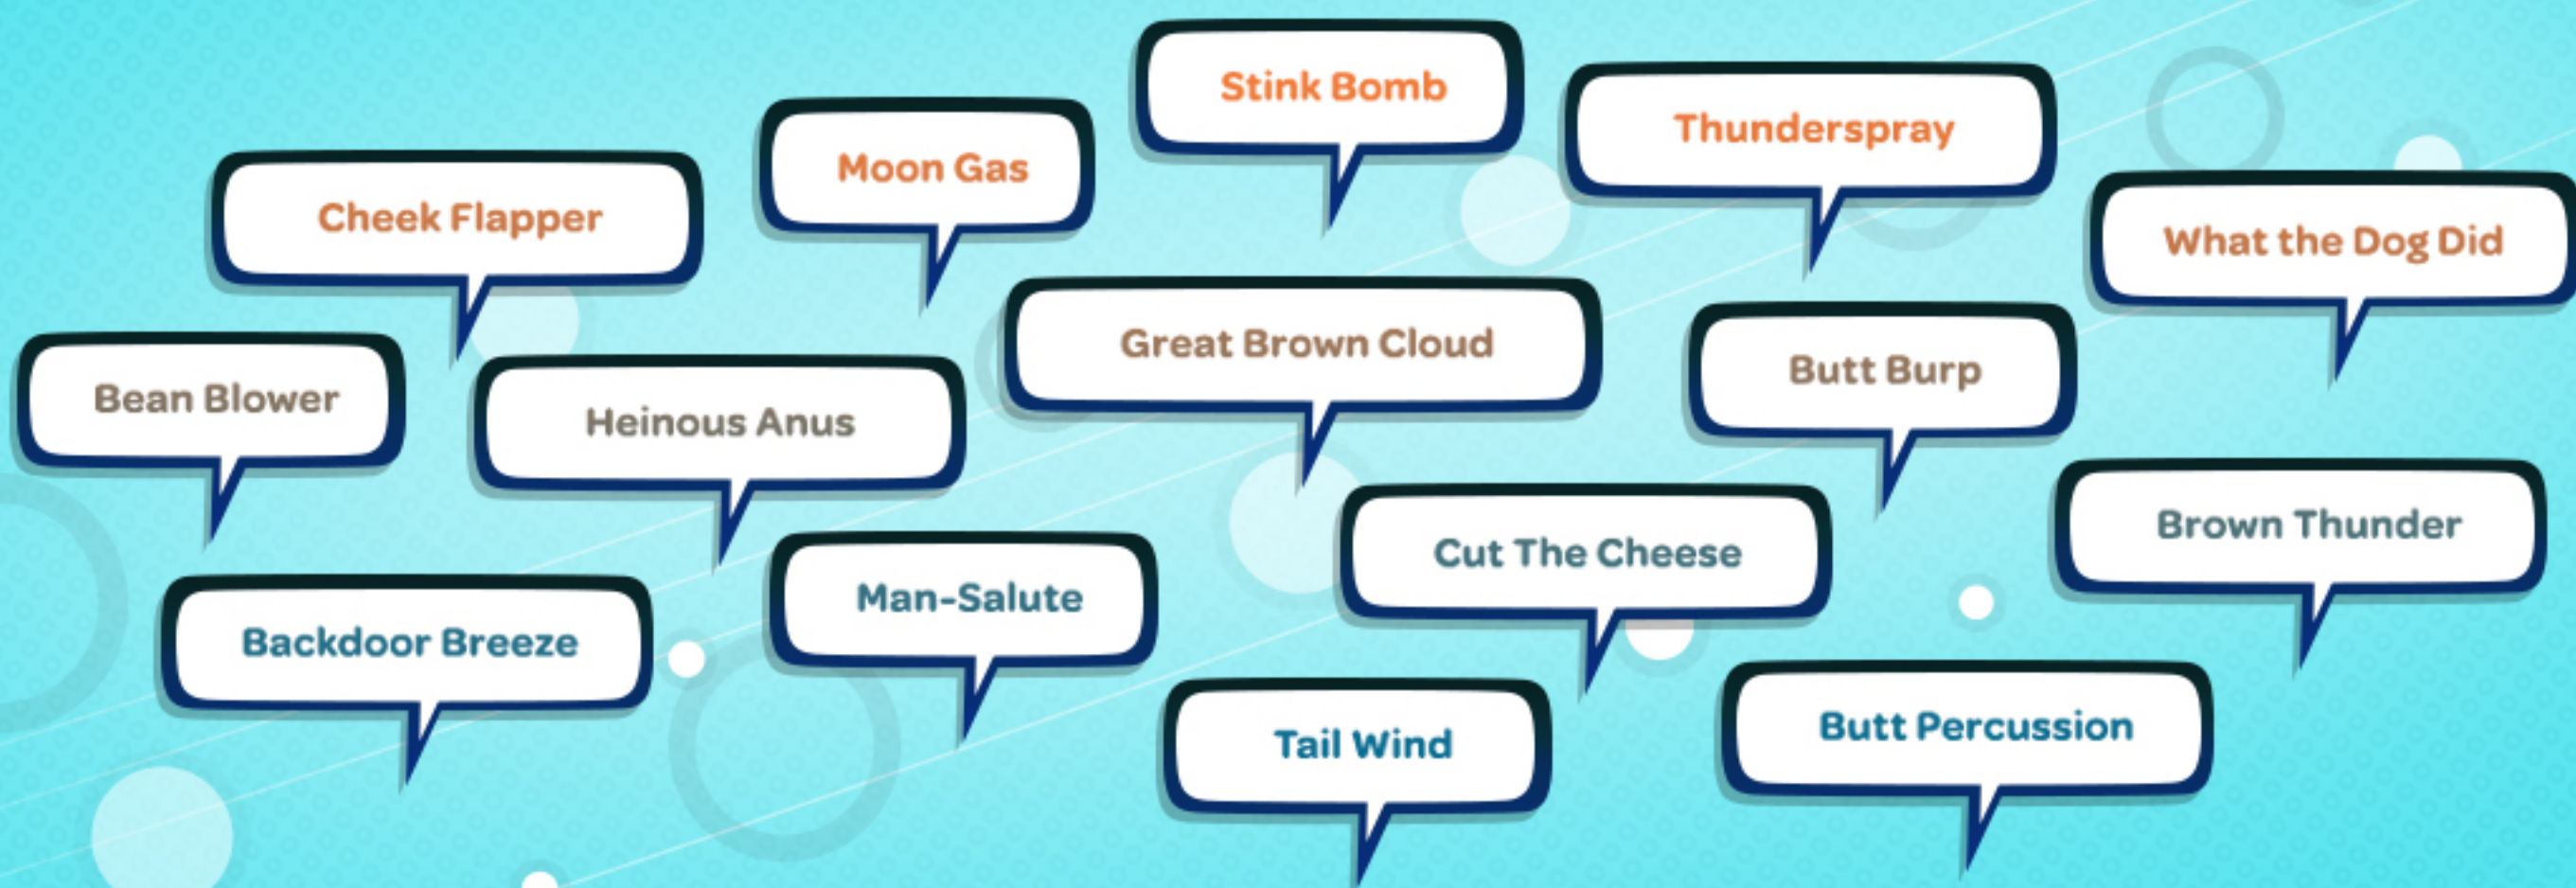 Stink Bomb
Thunderspray
Moon Gas
Cheek Flapper
What the Dog Did
Great Brown Cloud
Butt Burp
Bean Blower
Heinous Anus
Brown Thunder
Cut The Cheese
Man-Salute
Backdoor Breeze
Butt Percussion
Tail Wind